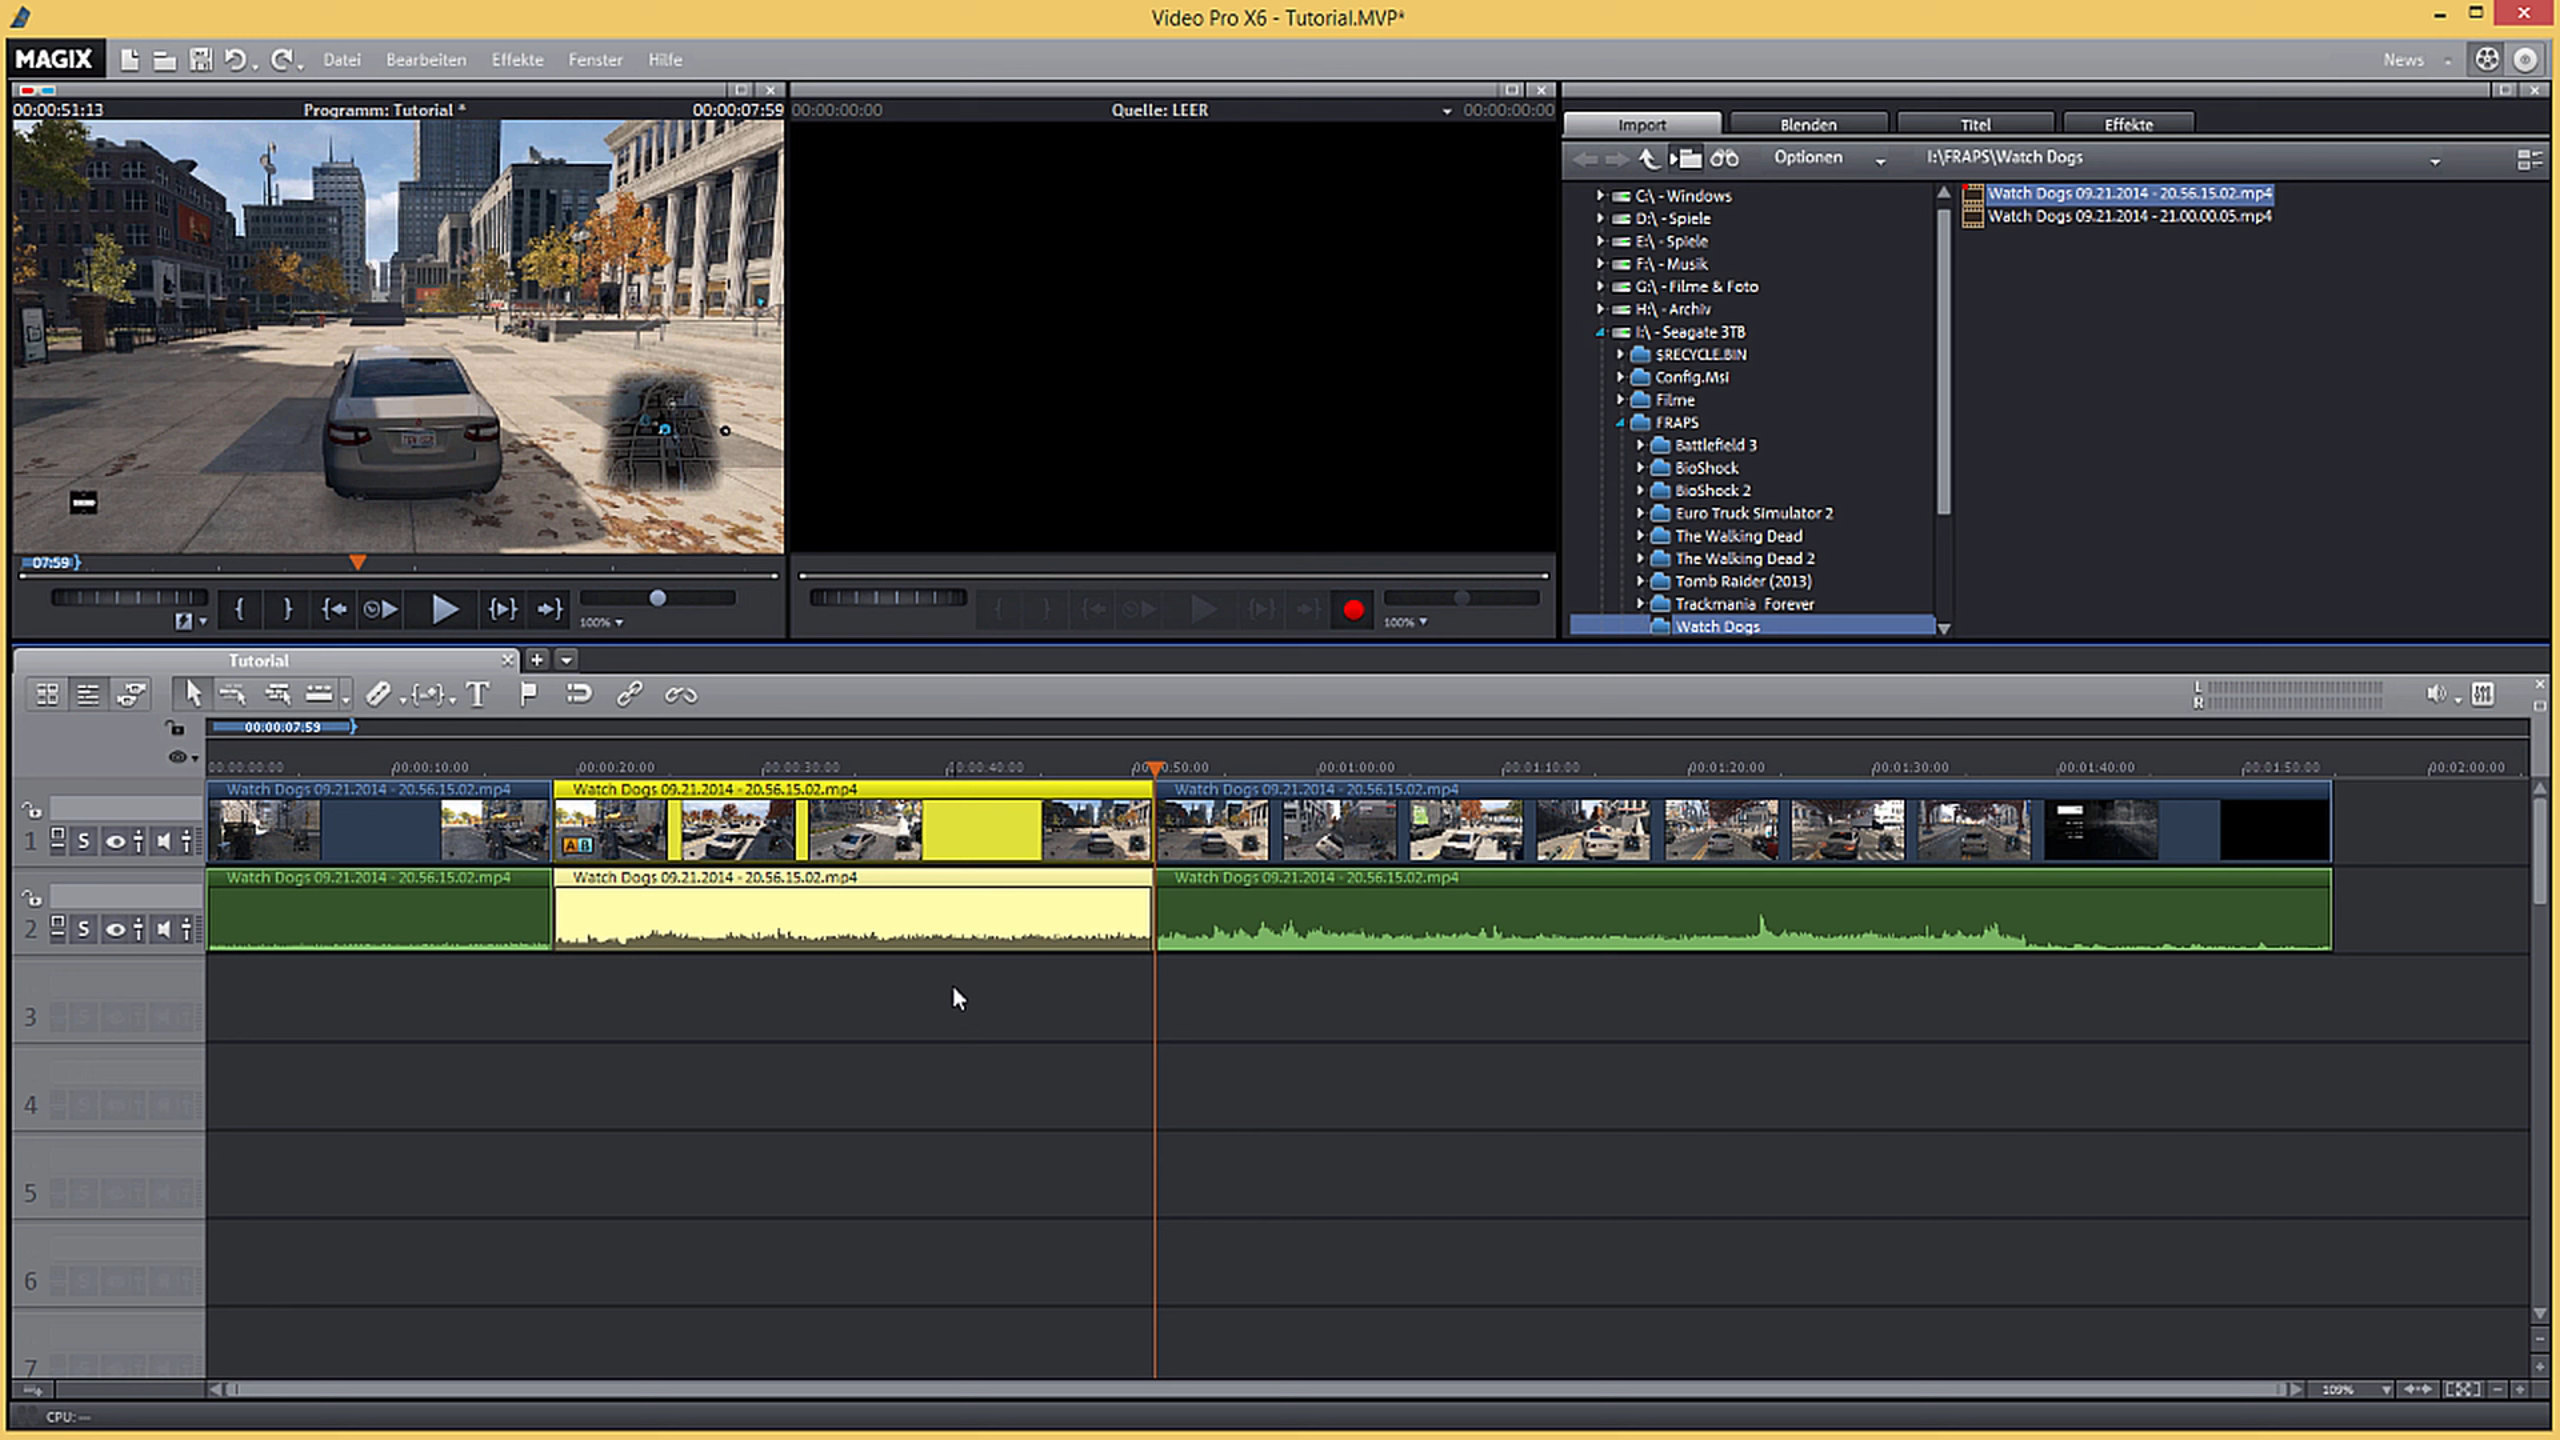 Video Pro X6 - Tutorial.MVP*
MAGIX Datei Bearbeiten Effekte Fenster Hilfe News
00:00:51:13 Programm: Tutorial * 00:00:07:59
00:00:00:00 Quelle: LEER 00:00:00:00
Import Blenden Titel Effekte
Optionen I:\FRAPS\Watch Dogs
C:\ - Windows
D:\ - Spiele
E:\ - Spiele
F:\ - Musik
G:\ - Filme & Foto
H:\ - Archiv
I:\ - Seagate 3TB
$RECYCLE.BIN
Config.Msi
Filme
FRAPS
Battlefield 3
BioShock
BioShock 2
Euro Truck Simulator 2
The Walking Dead
The Walking Dead 2
Tomb Raider (2013)
Trackmania Forever
Watch Dogs
Watch Dogs 09.21.2014 - 20.56.15.02.mp4
Watch Dogs 09.21.2014 - 21.00.00.05.mp4
07:59
100%
100%
Tutorial
L
R
00:00:07:59
00:00:00:00 00:00:10:00 00:00:20:00 00:00:30:00 00:00:40:00 00:00:50:00 00:01:00:00 00:01:10:00 00:01:20:00 00:01:30:00 00:01:40:00 00:01:50:00 00:02:00:00
Watch Dogs 09.21.2014 - 20.56.15.02.mp4 Watch Dogs 09.21.2014 - 20.56.15.02.mp4 Watch Dogs 09.21.2014 - 20.56.15.02.mp4
1 S
A B
Watch Dogs 09.21.2014 - 20.56.15.02.mp4 Watch Dogs 09.21.2014 - 20.56.15.02.mp4 Watch Dogs 09.21.2014 - 20.56.15.02.mp4
2 S
3 S
4 S
5 S
6 S
7
109%
CPU: —